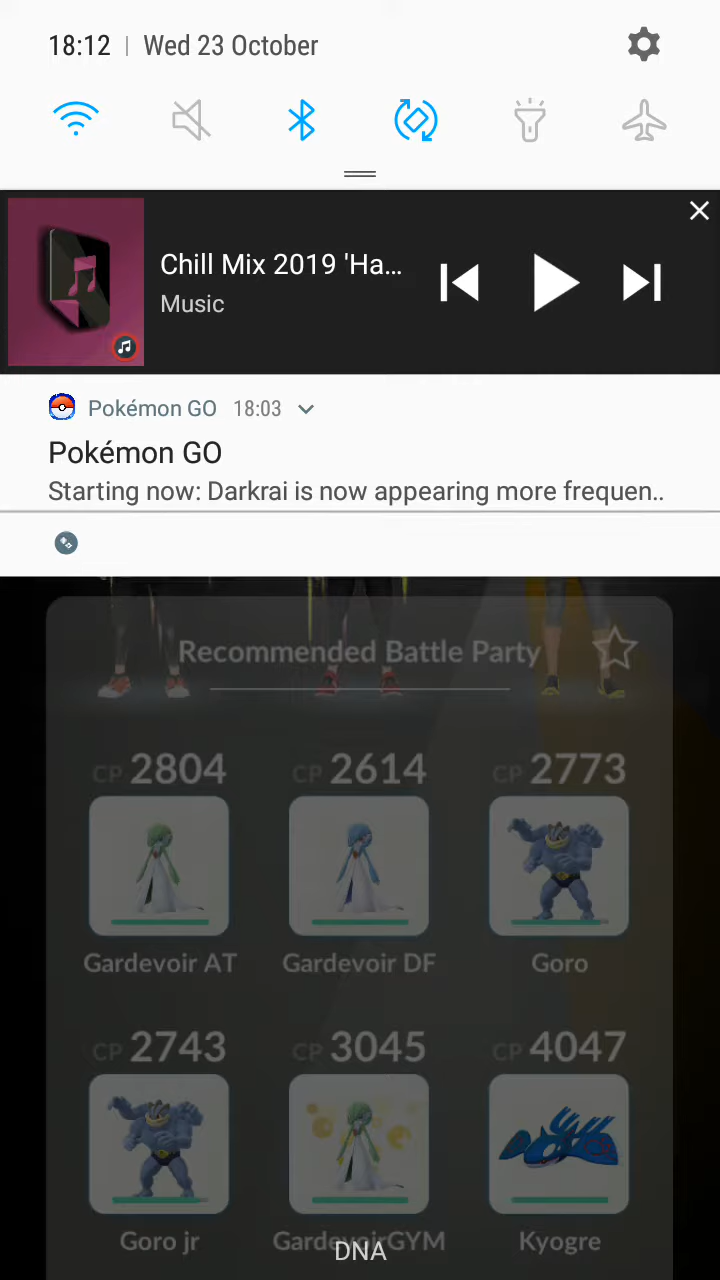 18:12 | Wed 23 October
Chill Mix 2019 'Ha...
Music
Pokémon GO 18:03
Pokémon GO
Starting now: Darkrai is now appearing more frequen..
Recommended Battle Party
CP 2804 CP 2614 CP 2773
Gardevoir AT Gardevoir DF Goro
CP 2743 CP 3045 CP 4047
Goro jr GardevoirGYM Kyogre
DNA